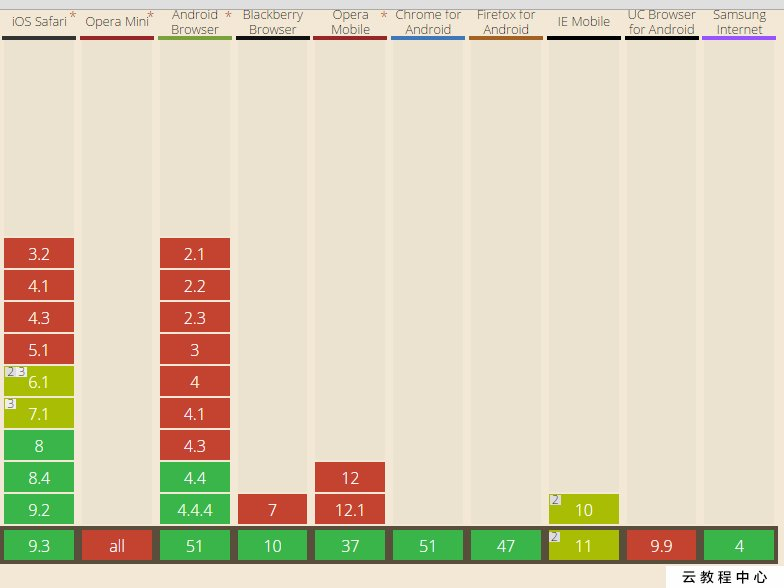 iOS Safari * Opera Mini * Android Browser * Blackberry Browser Opera Mobile * Chrome for Android Firefox for Android IE Mobile UC Browser for Android Samsung Internet
3.2 2.1
4.1 2.2
4.3 2.3
5.1 3
2 3 6.1 4
3 7.1 4.1
8 4.3
8.4 4.4 12
9.2 4.4.4 7 12.1 2 10
9.3 all 51 10 37 51 47 2 11 9.9 4
云教程中心